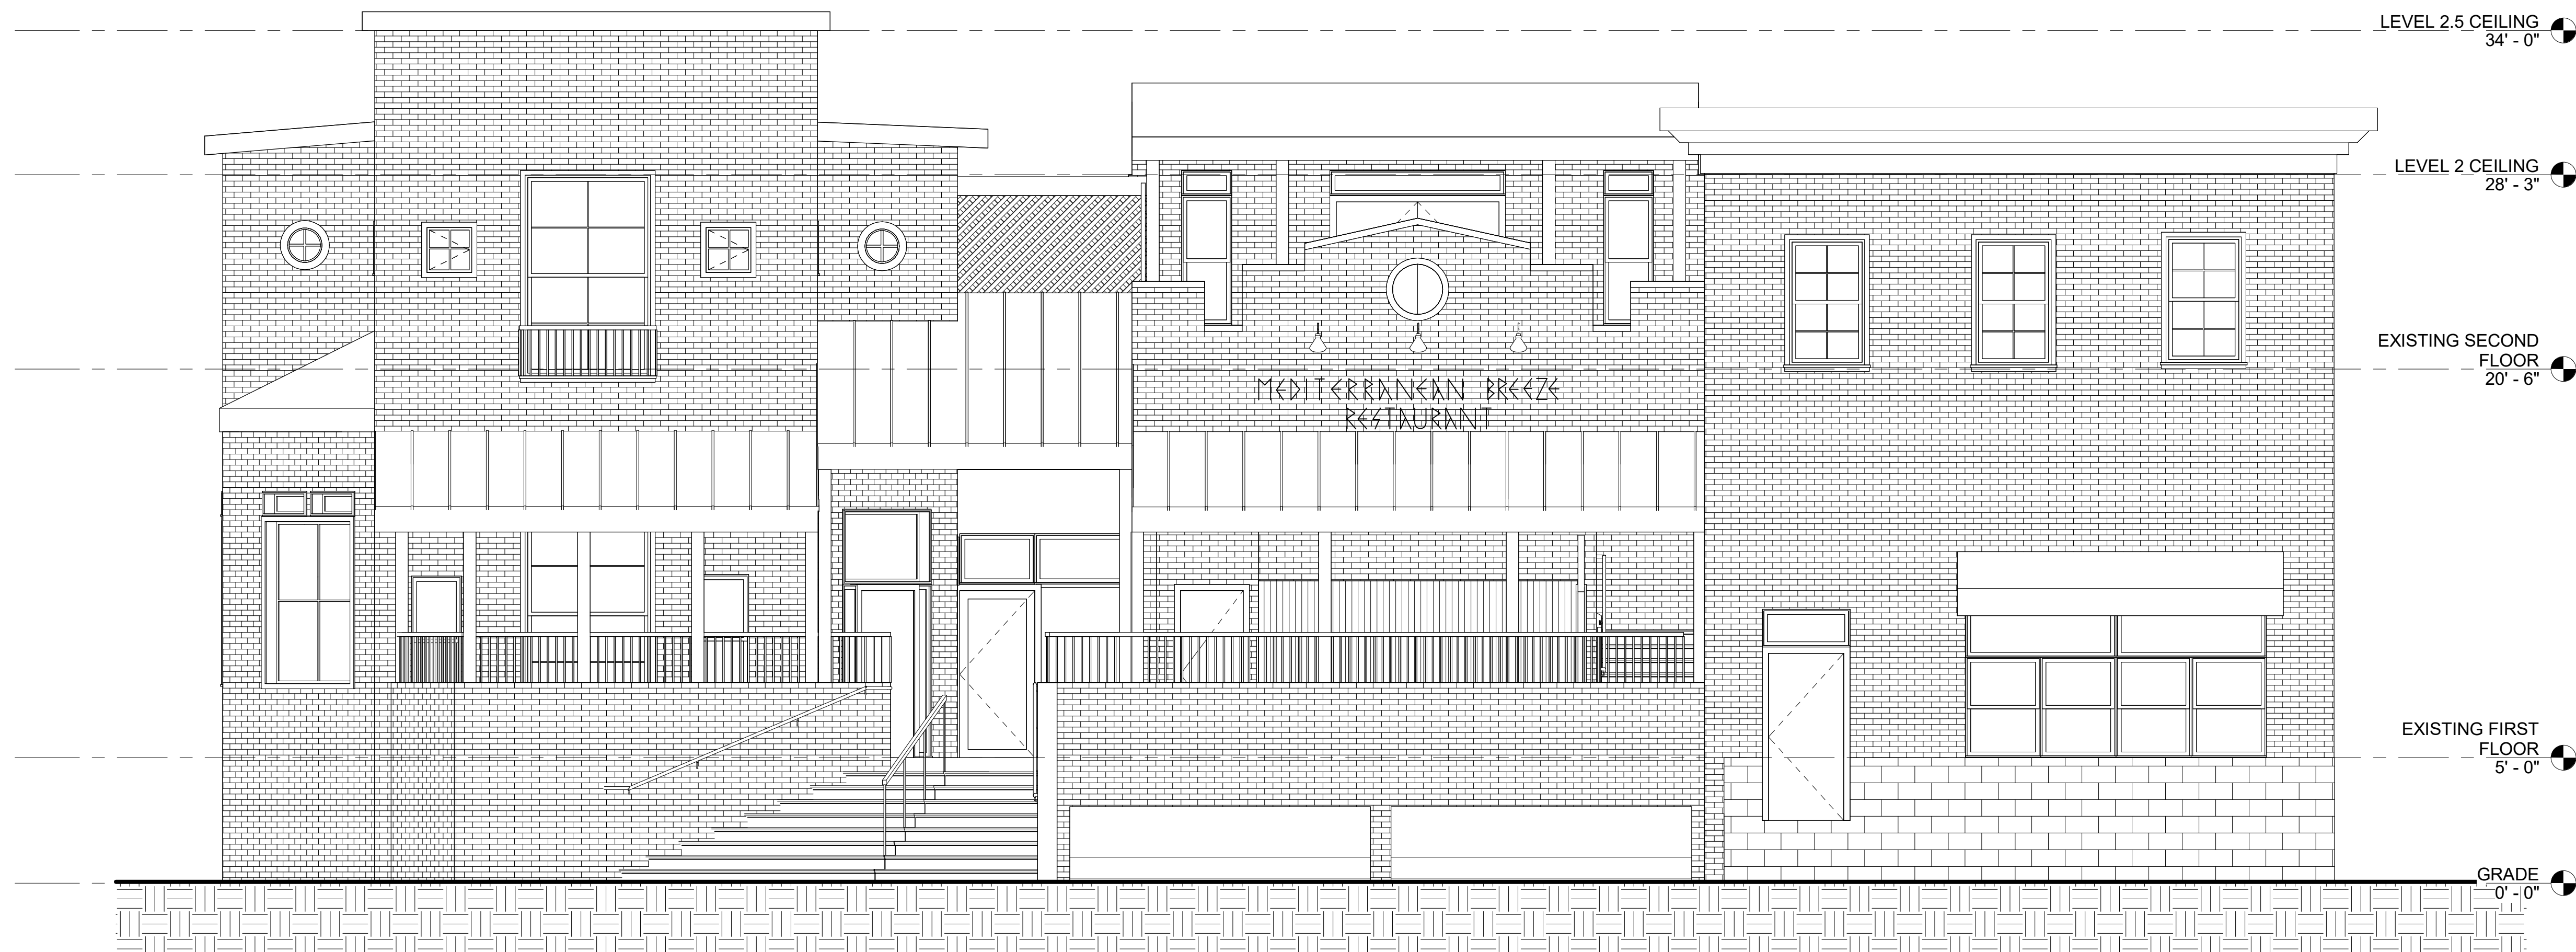 LEVEL 2.5 CEILING
34' - 0"
LEVEL 2 CEILING
28' - 3"
EXISTING SECOND
FLOOR
20' - 6"
MEDITERRANEAN BREEZE
RESTAURANT
EXISTING FIRST
FLOOR
5' - 0"
GRADE
0' - 0"